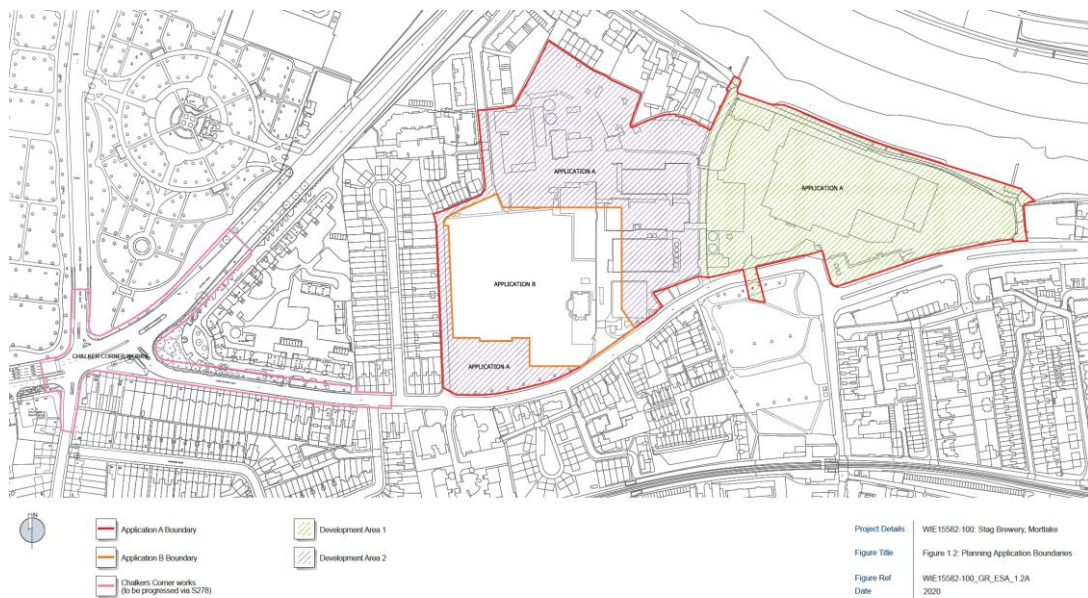 APPLICATION A
APPLICATION A
APPLICATION B
CHALKER CORNER WORKS
APPLICATION A
N
Application A Boundary
Application B Boundary
Chalkers Corner works
(to be progressed via S278)
Development Area 1
Development Area 2
Project Details WIE15582-100: Stag Brewery, Mortlake
Figure Title Figure 1.2: Planning Application Boundaries
Figure Ref WIE15582-100_GR_ESA_1.2A
Date 2020